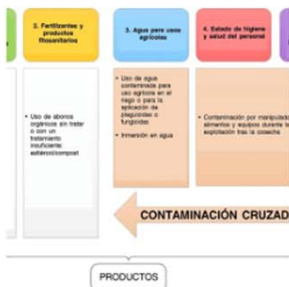 2. Fertilizantes y
productos
fitosanitarios
3. Agua para usos
agrícolas
4. Estado de higiene
y salud del personal
• Uso de abonos
orgánicos sin tratar
o con un
tratamiento
insuficiente:
estiércol/compost
• Uso de agua
contaminada para
uso agrícola en el
riego o para la
aplicación de
plaguicidas o
fungicidas
• Inmersión en agua
• Contaminación por manipulado
alimentos y equipos durante la
explotación tras la cosecha
CONTAMINACIÓN CRUZAD
PRODUCTOS